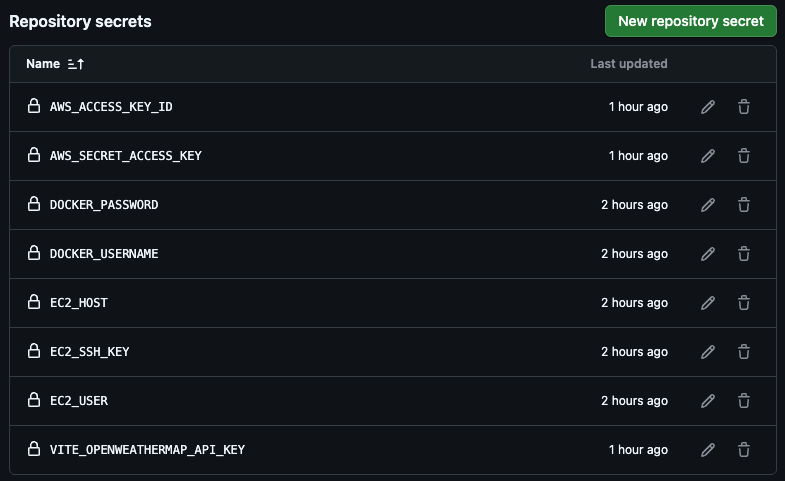 Repository secrets
New repository secret
Name Last updated
AWS_ACCESS_KEY_ID 1 hour ago
AWS_SECRET_ACCESS_KEY 1 hour ago
DOCKER_PASSWORD 2 hours ago
DOCKER_USERNAME 2 hours ago
EC2_HOST 2 hours ago
EC2_SSH_KEY 2 hours ago
EC2_USER 2 hours ago
VITE_OPENWEATHERMAP_API_KEY 1 hour ago